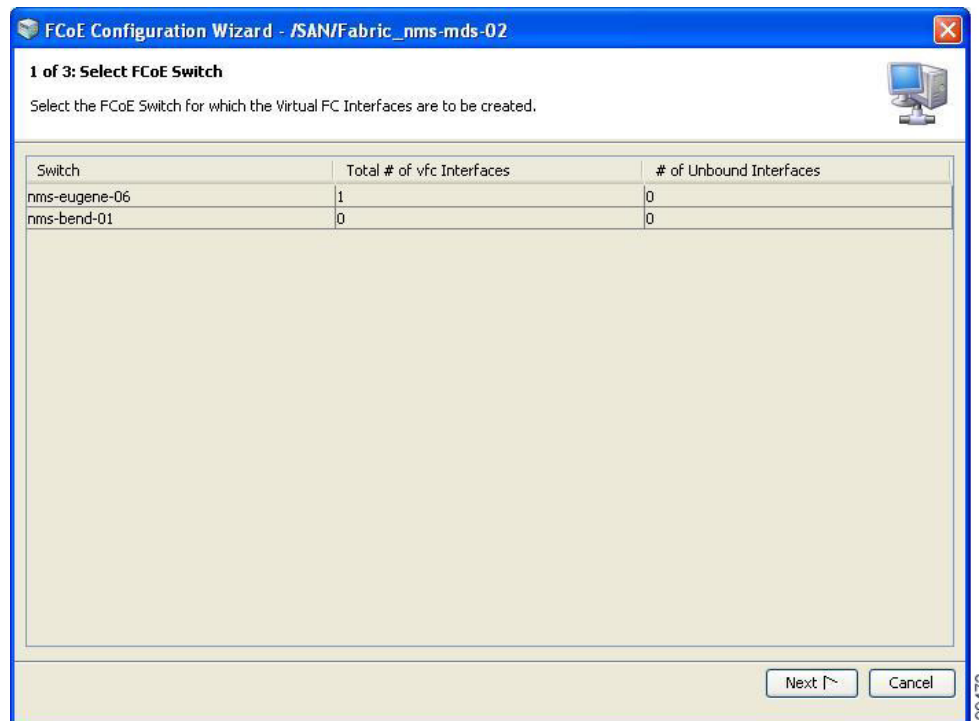 FCoE Configuration Wizard - /SAN/Fabric_nms-mds-02
1 of 3: Select FCoE Switch
Select the FCoE Switch for which the Virtual FC Interfaces are to be created.
Switch Total # of vfc Interfaces # of Unbound Interfaces
nms-eugene-06 1 0
nms-bend-01 0 0
Next Cancel